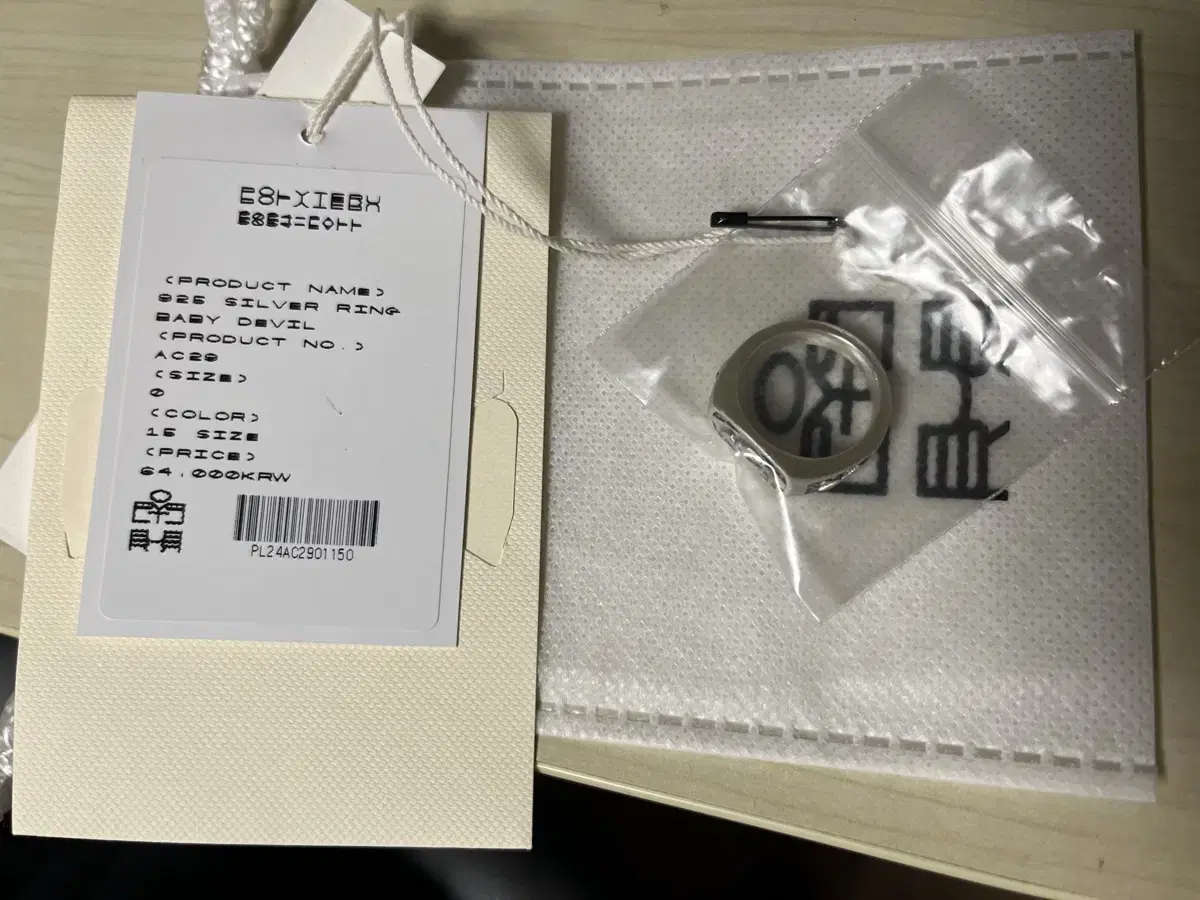 (PRODUCT NAME)
925 SILVER RING
BABY DEVIL
(PRODUCT NO.)
AC29
(SIZE)
0
(COLOR)
15 SIZE
(PRICE)
64,000KRW
PL24AC2901150